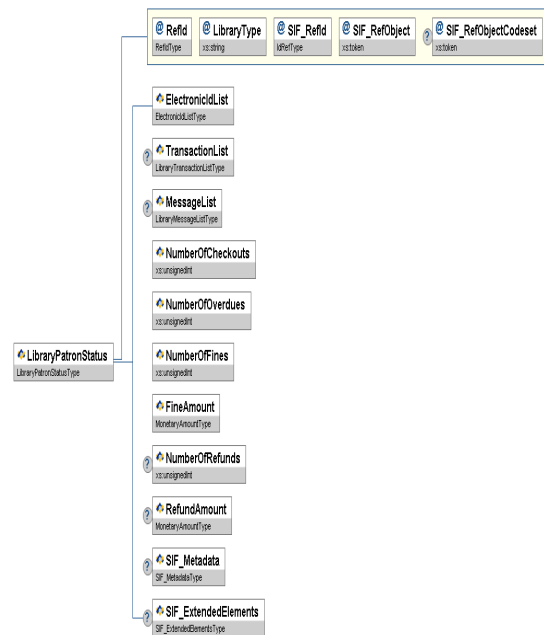 @ RefId @ LibraryType @ SIF_RefId @ SIF_RefObject ? @ SIF_RefObjectCodeset
RefIdType xs:string IdRefType xs:token xs:token
ElectronicIdList
ElectronicIdListType
? TransactionList
LibraryTransactionListType
? MessageList
LibraryMessageListType
NumberOfCheckouts
xs:unsignedInt
NumberOfOverdues
xs:unsignedInt
LibraryPatronStatus
LibraryPatronStatusType
NumberOfFines
xs:unsignedInt
FineAmount
MonetaryAmountType
? NumberOfRefunds
xs:unsignedInt
? RefundAmount
MonetaryAmountType
? SIF_Metadata
SIF_MetadataType
? SIF_ExtendedElements
SIF_ExtendedElementsType